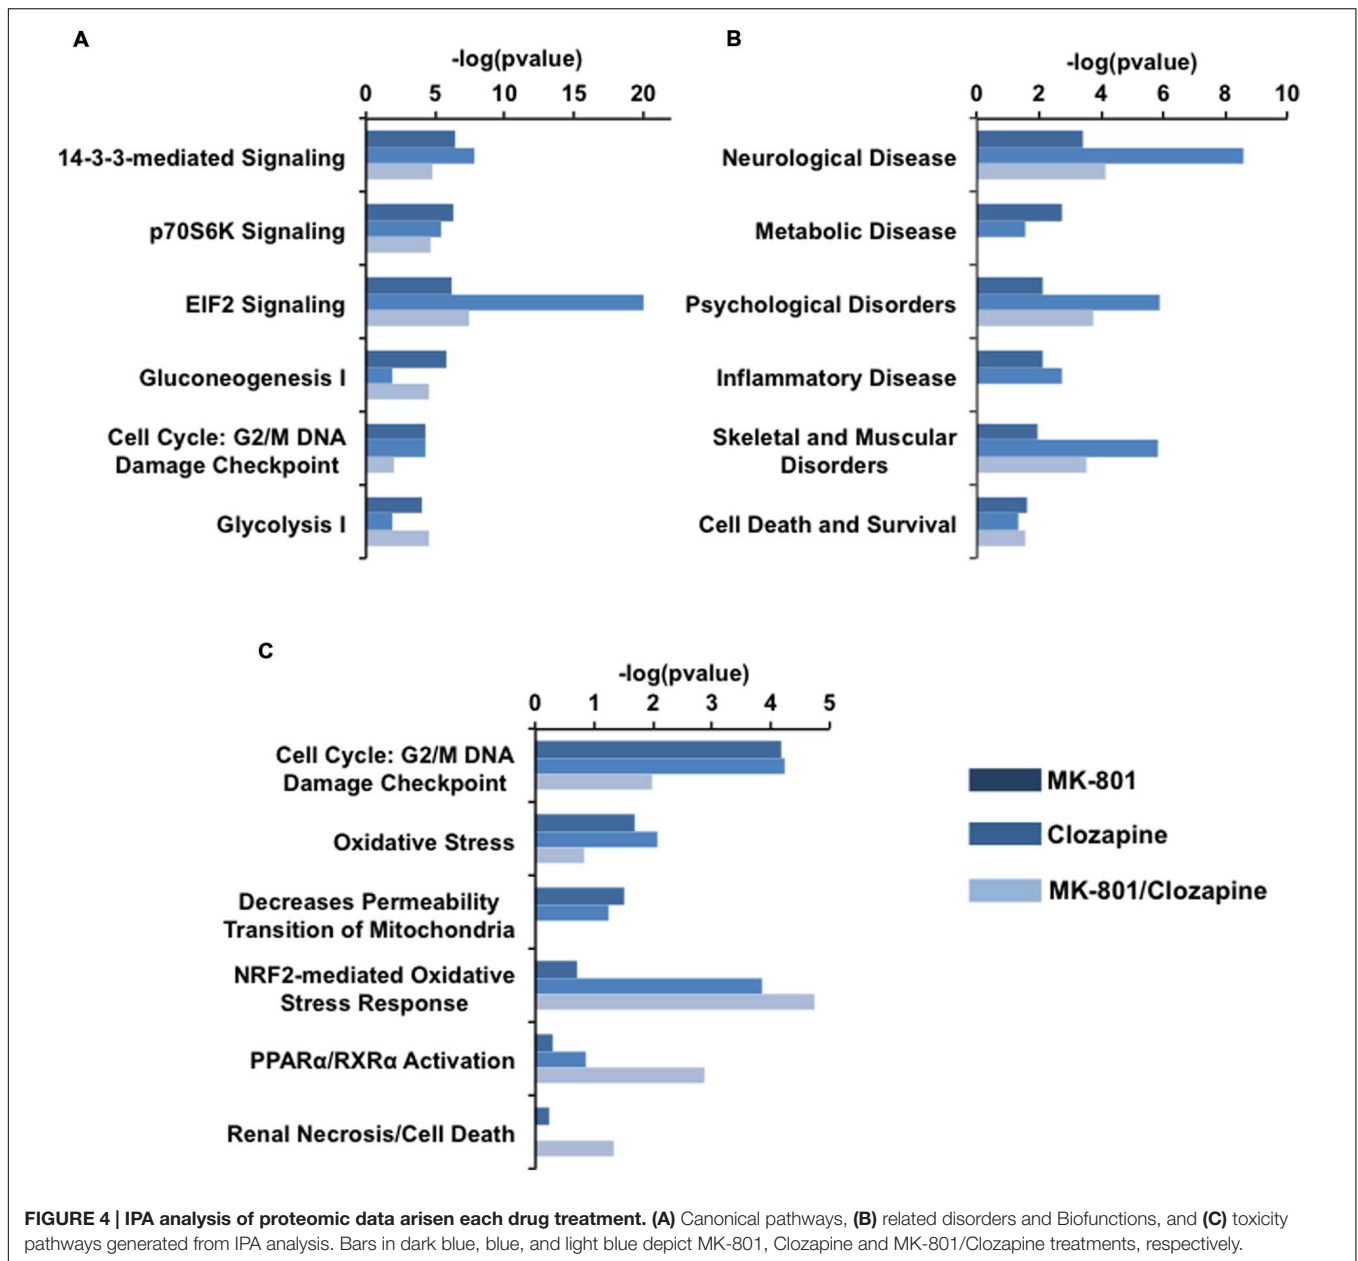 A
-log(pvalue)
0 5 10 15 20
14-3-3-mediated Signaling
p70S6K Signaling
EIF2 Signaling
Gluconeogenesis I
Cell Cycle: G2/M DNA
Damage Checkpoint
Glycolysis I
B
-log(pvalue)
0 2 4 6 8 10
Neurological Disease
Metabolic Disease
Psychological Disorders
Inflammatory Disease
Skeletal and Muscular
Disorders
Cell Death and Survival
C
-log(pvalue)
0 1 2 3 4 5
Cell Cycle: G2/M DNA
Damage Checkpoint
Oxidative Stress
Decreases Permeability
Transition of Mitochondria
NRF2-mediated Oxidative
Stress Response
PPARα/RXRα Activation
Renal Necrosis/Cell Death
MK-801
Clozapine
MK-801/Clozapine
FIGURE 4 | IPA analysis of proteomic data arisen each drug treatment. (A) Canonical pathways, (B) related disorders and Biofunctions, and (C) toxicity
pathways generated from IPA analysis. Bars in dark blue, blue, and light blue depict MK-801, Clozapine and MK-801/Clozapine treatments, respectively.